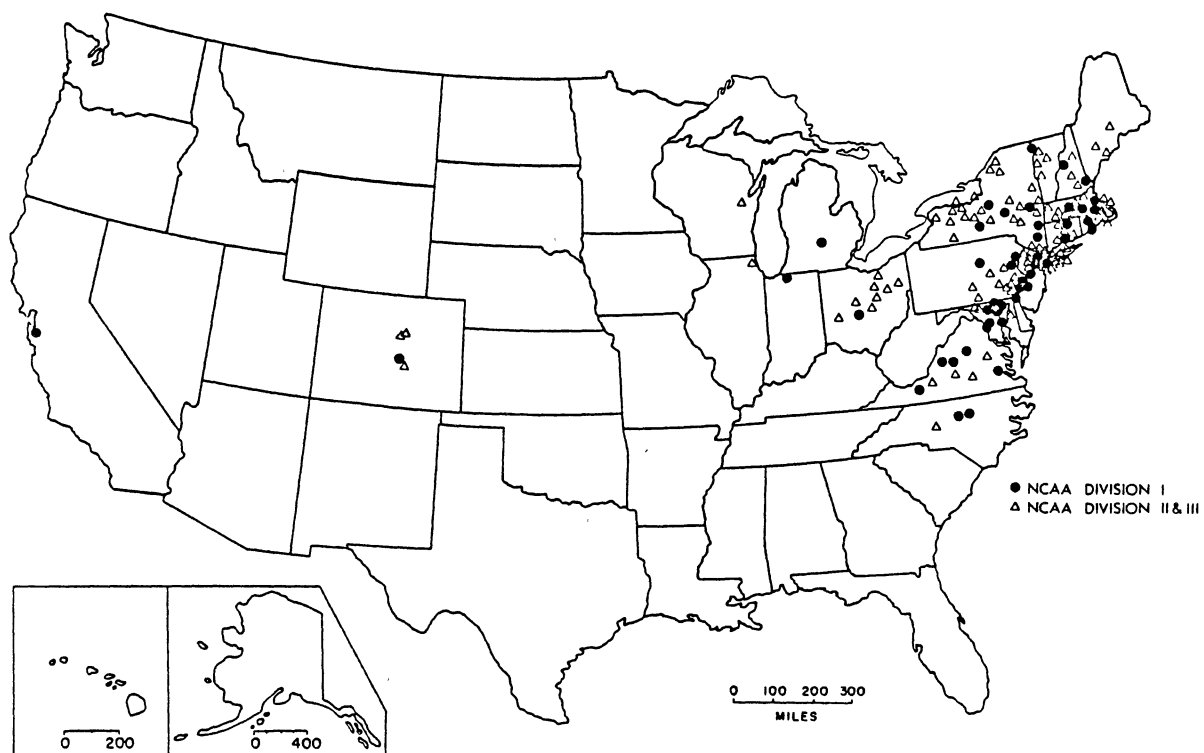 ● NCAA DIVISION I
△ NCAA DIVISION II & III
0 100 200 300
MILES
0 200
0 400